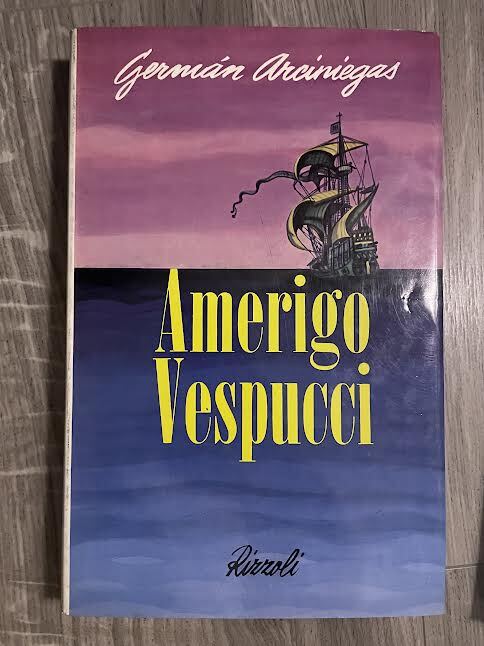 Germán Arciniegas
Amerigo
Vespucci
Rizzoli